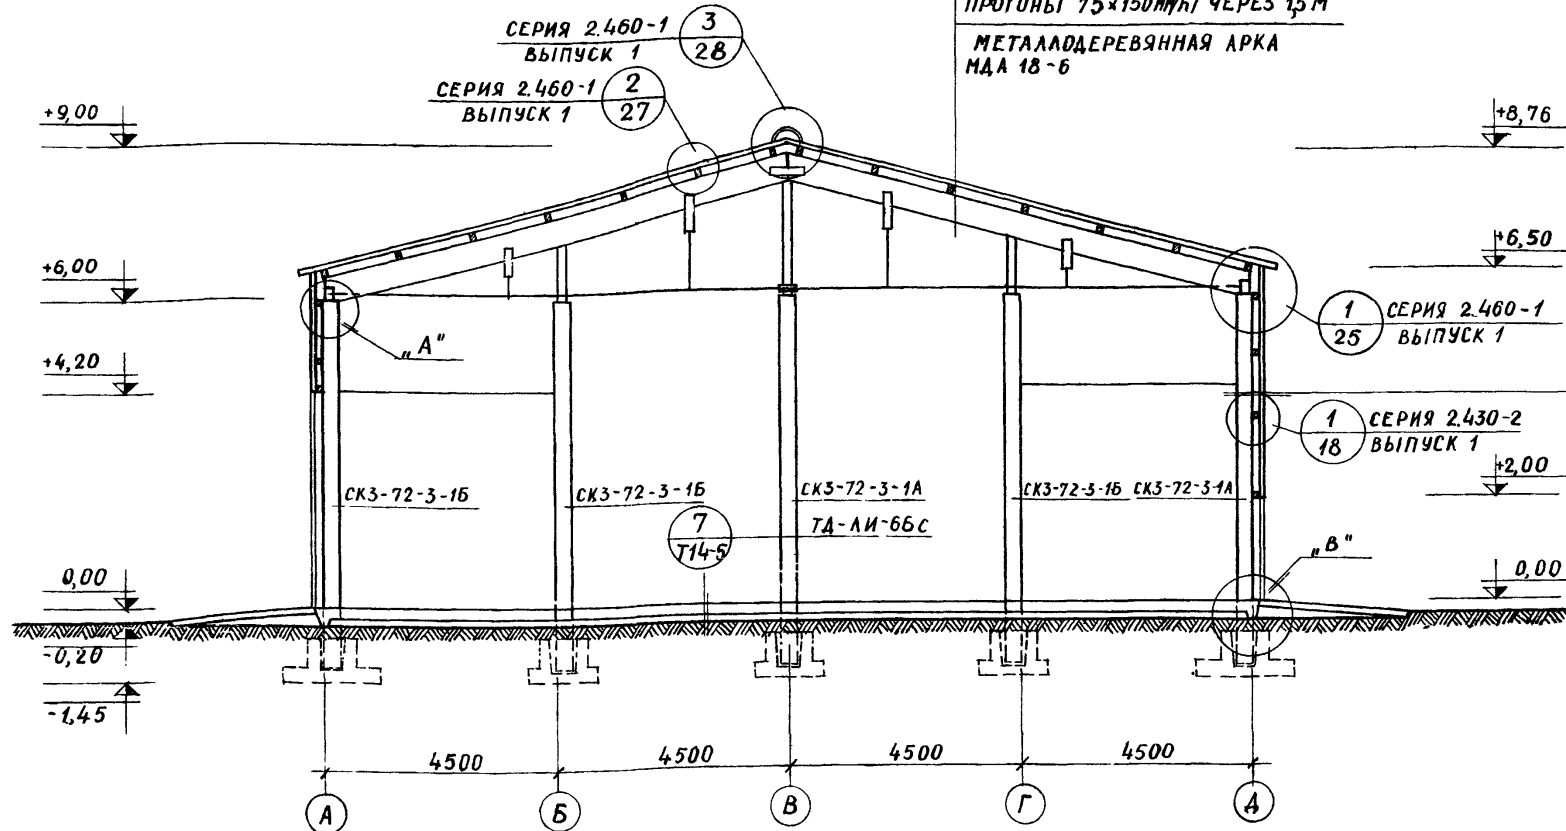 ПРОГОНЫ 75×150мм/h/ ЧЕРЕЗ 1,5М
МЕТАЛЛОДЕРЕВЯННАЯ АРКА
МДА 18-6
СЕРИЯ 2.460-1
ВЫПУСК 1
3
28
СЕРИЯ 2.460-1
ВЫПУСК 1
2
27
+9,00
+8,76
+6,00
+6,50
„А"
1
25
СЕРИЯ 2.460-1
ВЫПУСК 1
+4,20
1
18
СЕРИЯ 2.430-2
ВЫПУСК 1
+2,00
СК3-72-3-1Б
СК3-72-3-1Б
СК3-72-3-1А
СК3-72-3-1Б
СК3-72-3-1А
7
Т14-5
ТД-ЛИ-6БС
„В"
0,00
0,00
-0,20
-1,45
4500
4500
4500
4500
А
Б
В
Г
Д